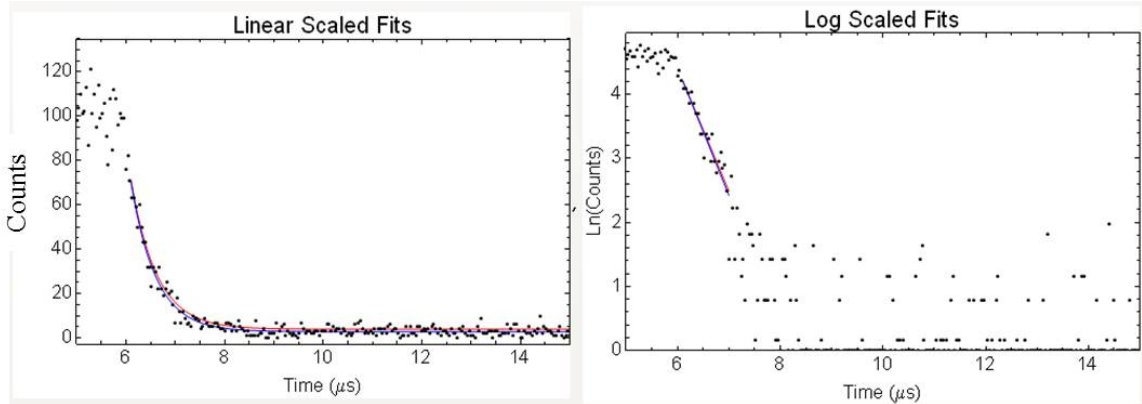 Linear Scaled Fits
120
100
80
60
40
20
0
Counts
6 8 10 12 14
Time (μs)
Log Scaled Fits
4
3
2
1
0
Ln(Counts)
6 8 10 12 14
Time (μs)